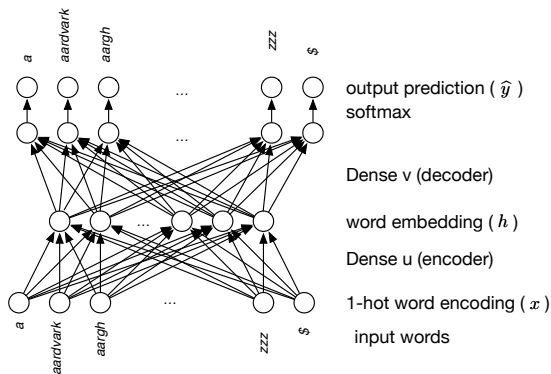 a aardvark aargh zzz $
... output prediction ( ŷ )
softmax
...
Dense v (decoder)
... word embedding ( h )
Dense u (encoder)
... 1-hot word encoding ( x )
a aardvark aargh zzz $
input words